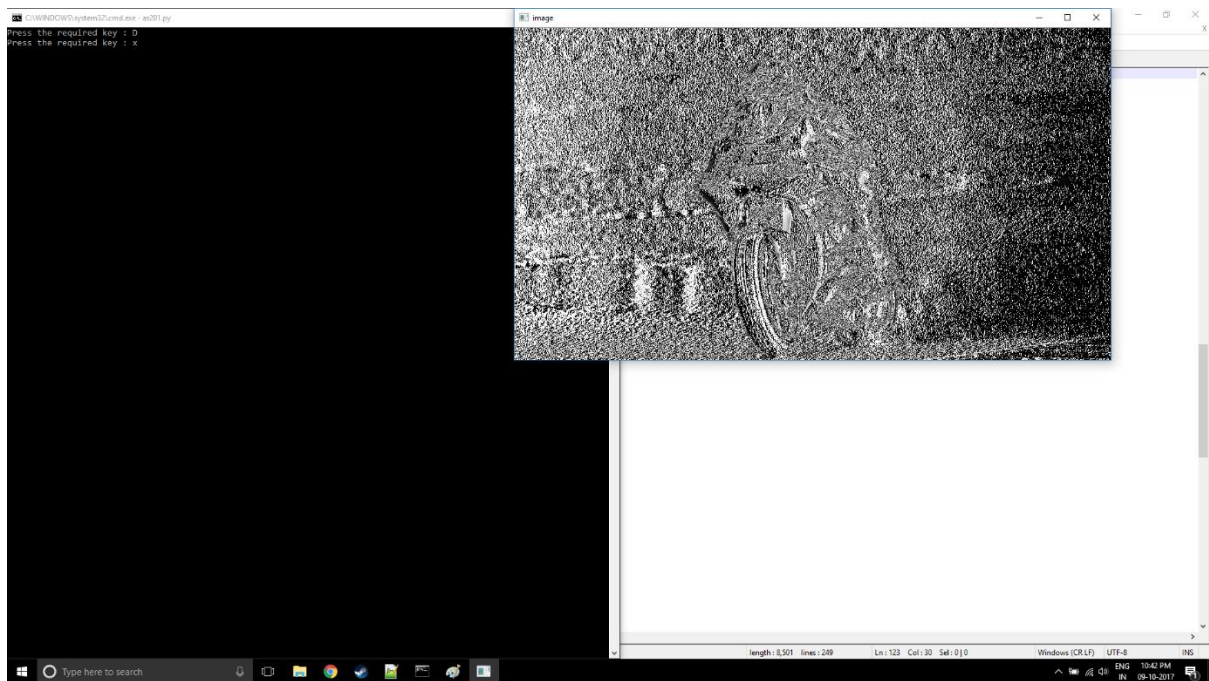 C:\WINDOWS\system32\cmd.exe - as201.py
Press the required key : D
Press the required key : x
image
length : 8,501 lines : 249 Ln : 123 Col : 30 Sel : 0 | 0 Windows (CR LF) UTF-8 INS
Type here to search
ENG 10:42 PM
IN 09-10-2017